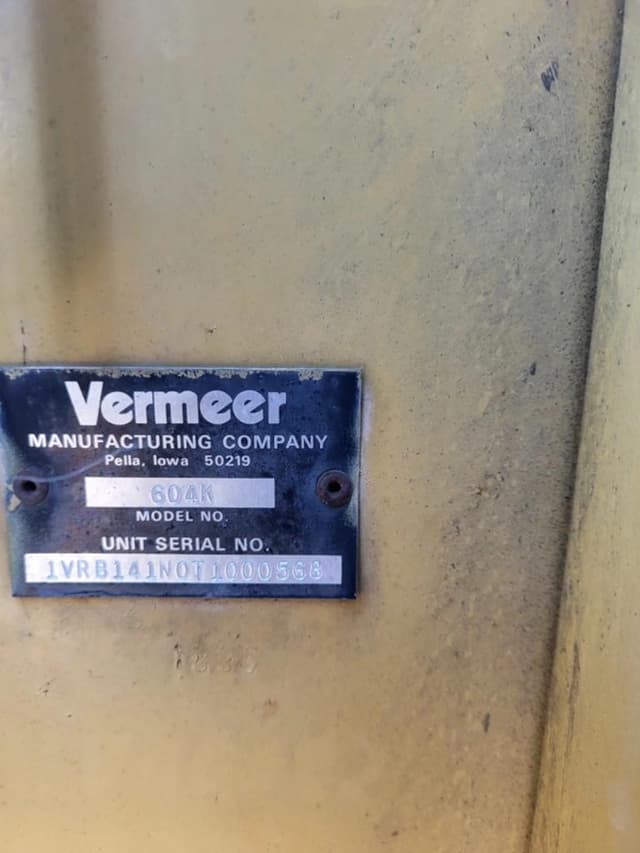 Vermeer
MANUFACTURING COMPANY
Pella, Iowa 50219
604K
MODEL NO.
UNIT SERIAL NO.
1VRB141N0T1000568